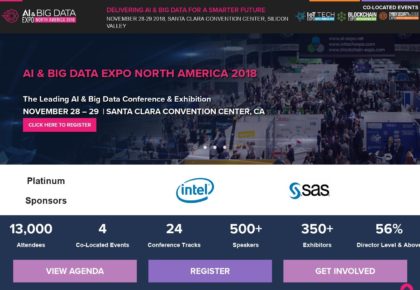 AI & BIG DATA
EXPO NORTH AMERICA 2018
DELIVERING AI & BIG DATA FOR A SMARTER FUTURE
NOVEMBER 28-29 2018, SANTA CLARA CONVENTION CENTER, SILICON
VALLEY
CO-LOCATED EVENTS
IoT TECH
EXPO
BLOCKCHAIN
EXPO
AI & BIG DATA EXPO NORTH AMERICA 2018
The Leading AI & Big Data Conference & Exhibition
NOVEMBER 28 – 29 | SANTA CLARA CONVENTION CENTER, CA
CLICK HERE TO REGISTER
Platinum
Sponsors
intel
sas
13,000
Attendees
4
Co-Located Events
24
Conference Tracks
500+
Speakers
350+
Exhibitors
56%
Director Level & Above
VIEW AGENDA
REGISTER
GET INVOLVED